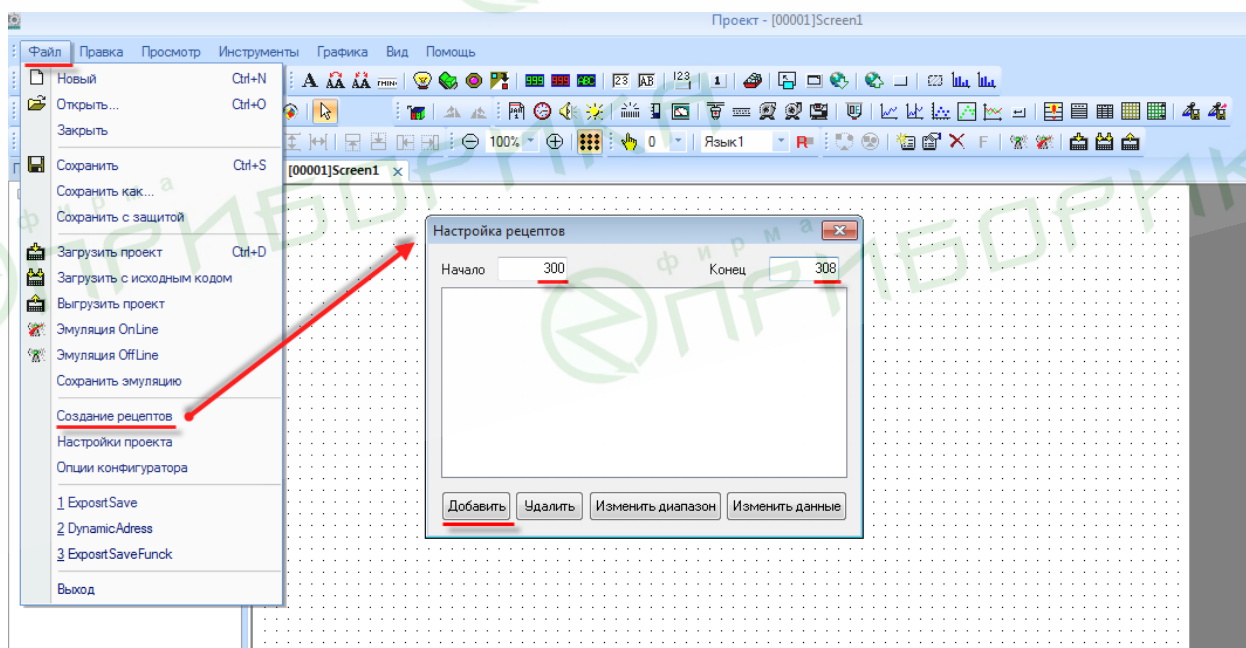 Проект - [00001]Screen1
Файл Правка Просмотр Инструменты Графика Вид Помощь
Новый Ctrl+N
Открыть... Ctrl+O
Закрыть
Сохранить Ctrl+S
Сохранить как...
Сохранить с защитой
Загрузить проект Ctrl+D
Загрузить с исходным кодом
Выгрузить проект
Эмуляция OnLine
Эмуляция OffLine
Сохранить эмуляцию
Создание рецептов
Настройки проекта
Опции конфигуратора
1 ExposrtSave
2 DynamicAdress
3 ExposrtSaveFunck
Выход
100% 0 Язык1
[00001]Screen1
Настройка рецептов
Начало 300 Конец 308
Добавить Удалить Изменить диапазон Изменить данные
фирма
ПРИБОРИКА